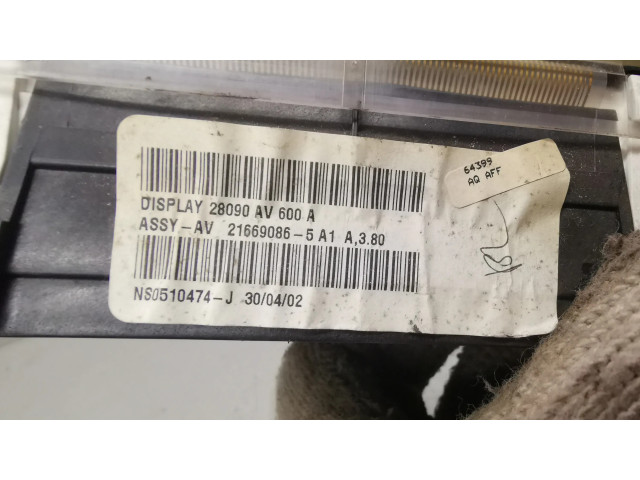 64399
AQ AFF
DISPLAY 28090 AV 600 A
ASSY-AV 21669086-5 A1 A,3.80
NS0510474-J 30/04/02